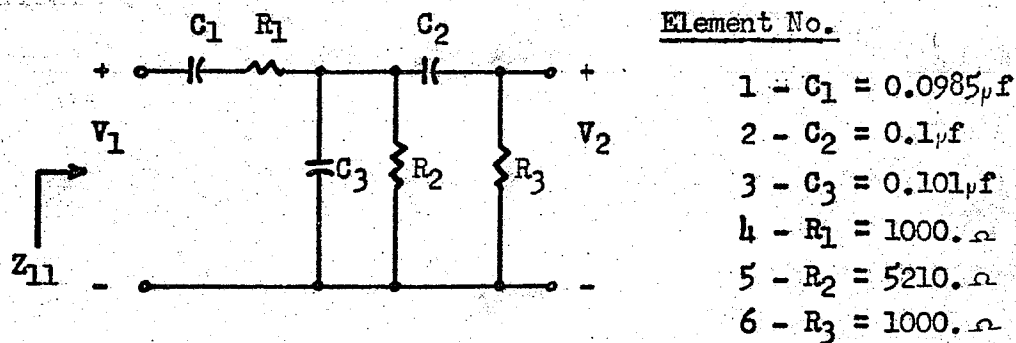 C1 R1 C2
+ +
V1 V2
C3 R2 R3
Z11
- -
Element No.
1 - C1 = 0.0985µf
2 - C2 = 0.1µf
3 - C3 = 0.101µf
4 - R1 = 1000. Ω
5 - R2 = 5210. Ω
6 - R3 = 1000. Ω